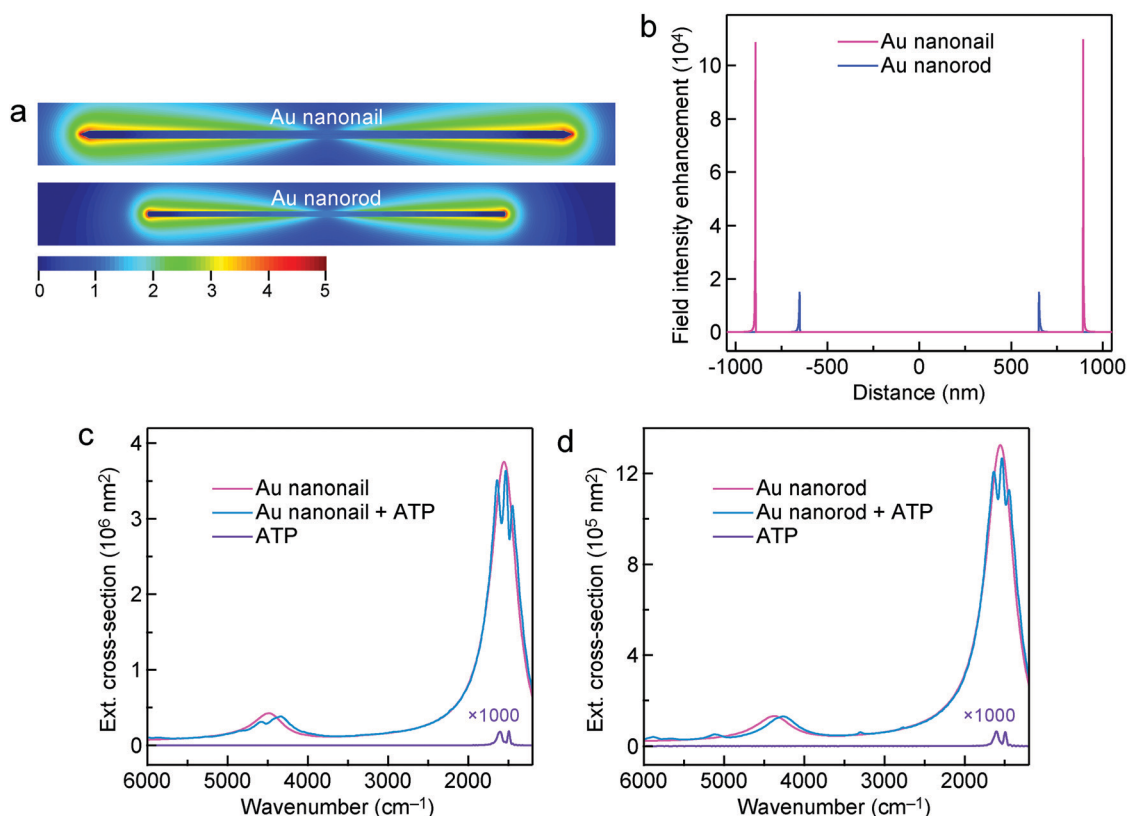 a
Au nanonail
Au nanorod
0 1 2 3 4 5
b
Field intensity enhancement (10⁴)
10
8
6
4
2
0
Au nanonail
Au nanorod
-1000 -500 0 500 1000
Distance (nm)
c
Ext. cross-section (10⁶ nm²)
4
3
2
1
0
Au nanonail
Au nanonail + ATP
ATP
×1000
6000 5000 4000 3000 2000
Wavenumber (cm⁻¹)
d
Ext. cross-section (10⁵ nm²)
12
8
4
0
Au nanorod
Au nanorod + ATP
ATP
×1000
6000 5000 4000 3000 2000
Wavenumber (cm⁻¹)